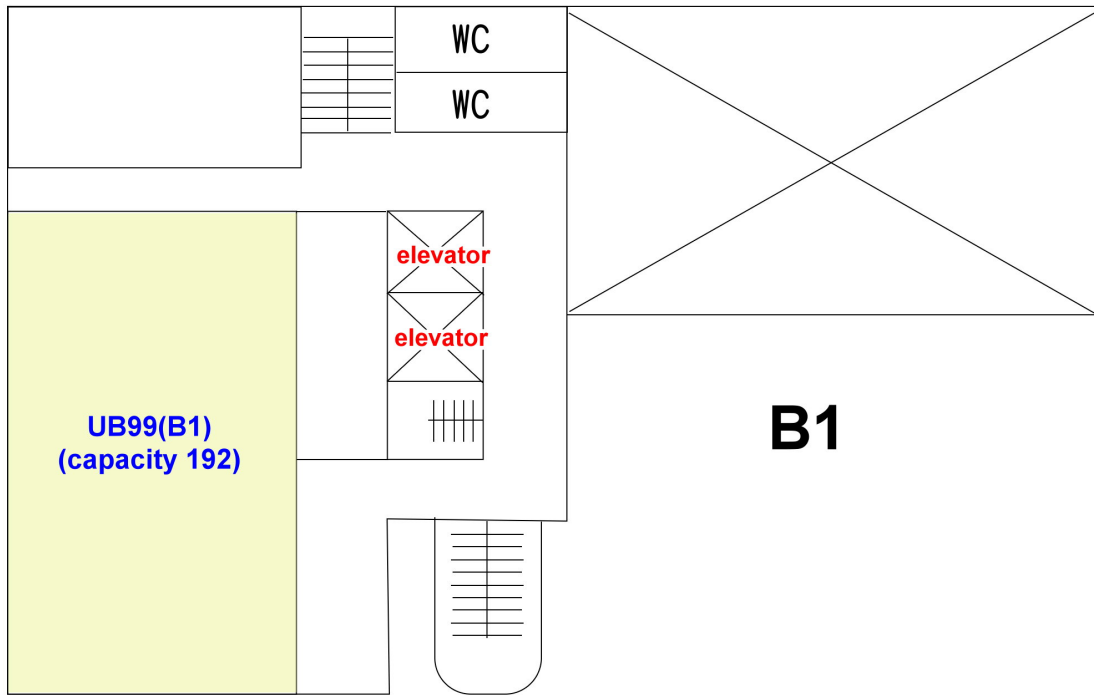 WC
WC
elevator
elevator
UB99(B1)
(capacity 192)
B1